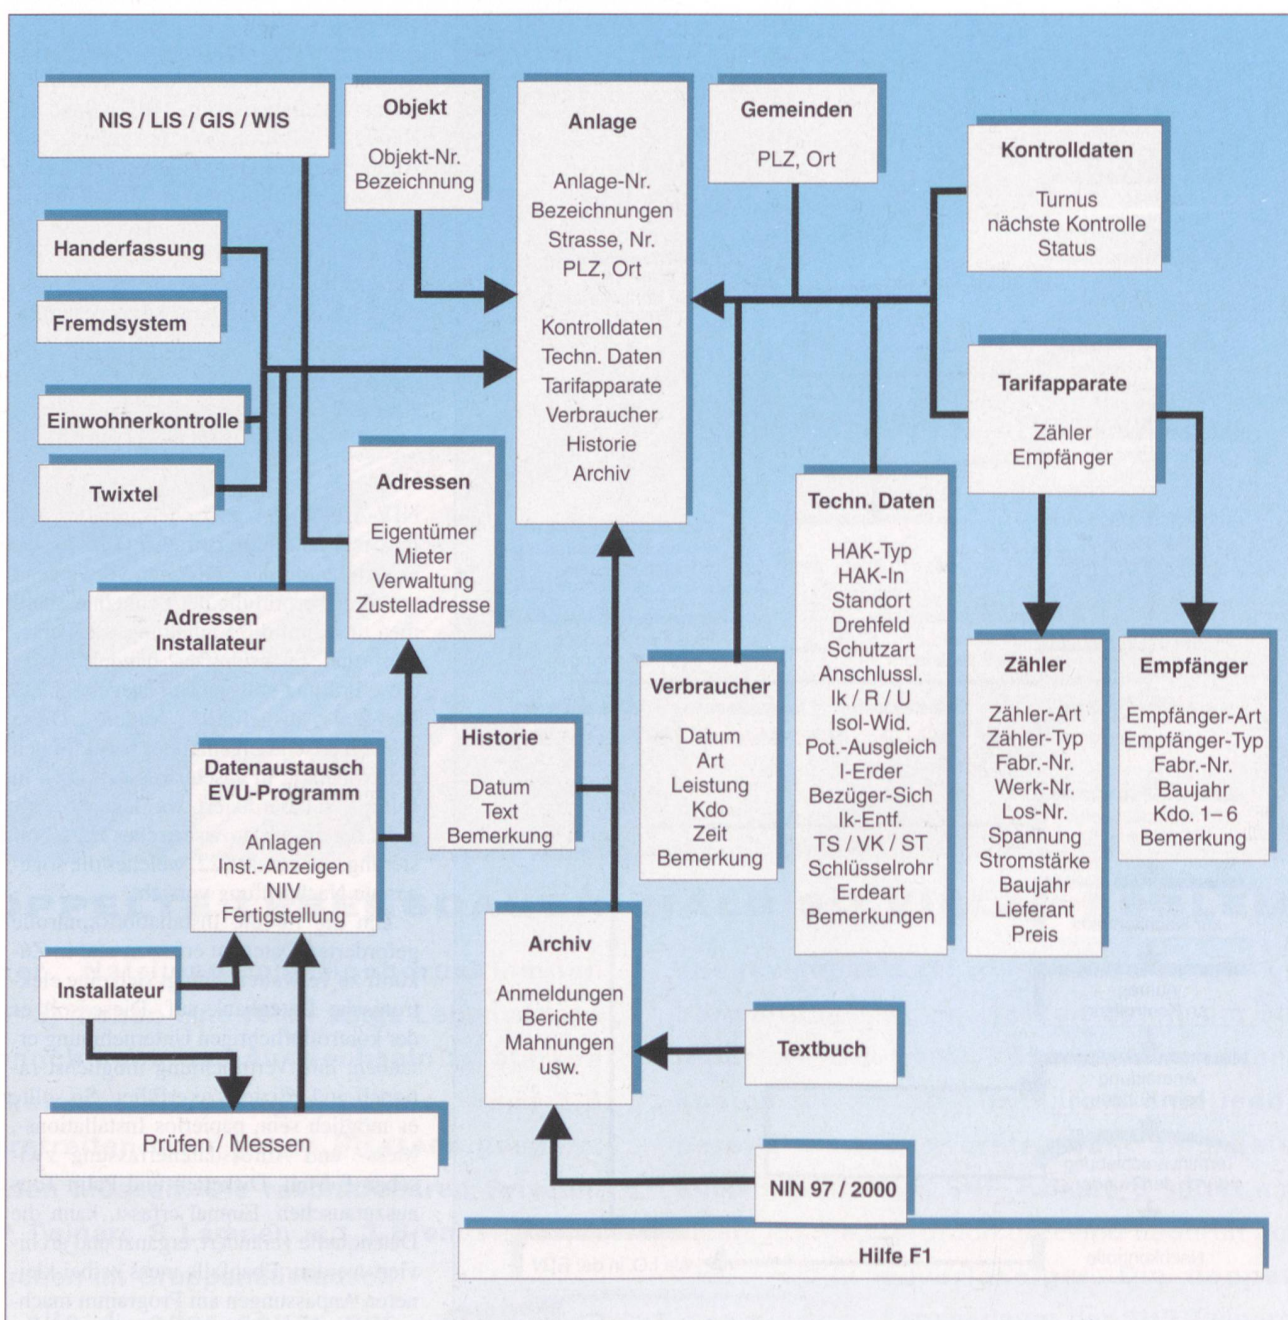 NIS / LIS / GIS / WIS
Objekt
Objekt-Nr.
Bezeichnung
Anlage
Anlage-Nr.
Bezeichnungen
Strasse, Nr.
PLZ, Ort
Kontrolldaten
Techn. Daten
Tarifapparate
Verbraucher
Historie
Archiv
Gemeinden
PLZ, Ort
Kontrolldaten
Turnus
nächste Kontrolle
Status
Handerfassung
Fremdsystem
Einwohnerkontrolle
Twixtel
Adressen
Installateur
Adressen
Eigentümer
Mieter
Verwaltung
Zustelladresse
Tarifapparate
Zähler
Empfänger
Techn. Daten
HAK-Typ
HAK-In
Standort
Drehfeld
Schutzart
Anschlussl.
Ik / R / U
Isol-Wid.
Pot.-Ausgleich
I-Erder
Bezüger-Sich
Ik-Entf.
TS / VK / ST
Schlüsselrohr
Erdeart
Bemerkungen
Verbraucher
Datum
Art
Leistung
Kdo
Zeit
Bemerkung
Zähler
Zähler-Art
Zähler-Typ
Fabr.-Nr.
Werk-Nr.
Los-Nr.
Spannung
Stromstärke
Baujahr
Lieferant
Preis
Empfänger
Empfänger-Art
Empfänger-Typ
Fabr.-Nr.
Baujahr
Kdo. 1–6
Bemerkung
Historie
Datum
Text
Bemerkung
Datenaustausch
EVU-Programm
Anlagen
Inst.-Anzeigen
NIV
Fertigstellung
Installateur
Prüfen / Messen
Archiv
Anmeldungen
Berichte
Mahnungen
usw.
Textbuch
NIN 97 / 2000
Hilfe F1